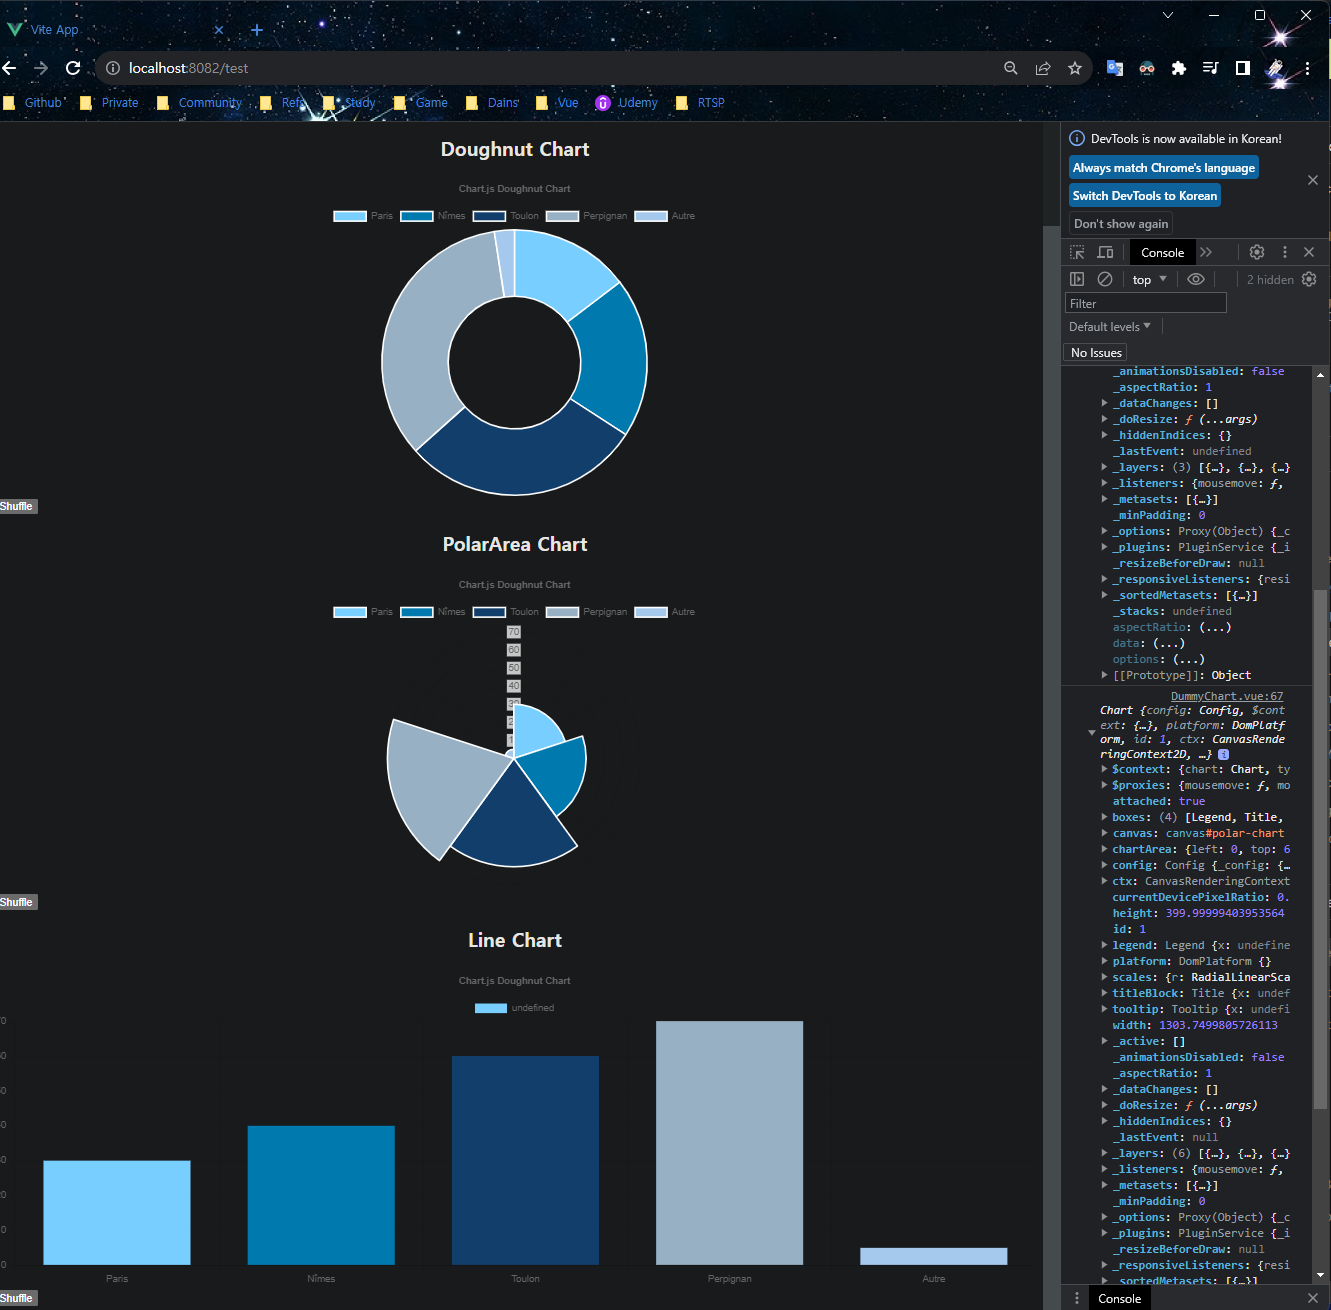 Vite App
localhost:8082/test
Github Private Community Refs Study Game Dains Vue Udemy RTSP
Doughnut Chart
Chart.js Doughnut Chart
Paris Nîmes Toulon Perpignan Autre
Shuffle
PolarArea Chart
Chart.js Doughnut Chart
Paris Nîmes Toulon Perpignan Autre
70
60
50
40
Shuffle
Line Chart
Chart.js Doughnut Chart
undefined
Paris Nîmes Toulon Perpignan Autre
Shuffle
DevTools is now available in Korean!
Always match Chrome's language
Switch DevTools to Korean
Don't show again
Console
top 2 hidden
Filter
Default levels
No Issues
_animationsDisabled: false
_aspectRatio: 1
_dataChanges: []
_doResize: ƒ (...args)
_hiddenIndices: {}
_lastEvent: undefined
_layers: (3) [{…}, {…}, {…}
_listeners: {mousemove: ƒ,
_metasets: [{…}]
_minPadding: 0
_options: Proxy(Object) {_c
_plugins: PluginService {_i
_resizeBeforeDraw: null
_responsiveListeners: {resi
_sortedMetasets: [{…}]
_stacks: undefined
aspectRatio: (...)
data: (...)
options: (...)
[[Prototype]]: Object
DummyChart.vue:67
Chart {config: Config, $cont
ext: {…}, platform: DomPlatf
orm, id: 1, ctx: CanvasRende
ringContext2D, …} i
$context: {chart: Chart, ty
$proxies: {mousemove: ƒ, mo
attached: true
boxes: (4) [Legend, Title,
canvas: canvas#polar-chart
chartArea: {left: 0, top: 6
config: Config {_config: {…
ctx: CanvasRenderingContext
currentDevicePixelRatio: 0.
height: 399.99999403953564
id: 1
legend: Legend {x: undefine
platform: DomPlatform {}
scales: {r: RadialLinearSca
titleBlock: Title {x: undef
tooltip: Tooltip {x: undefi
width: 1303.7499805726113
_active: []
_animationsDisabled: false
_aspectRatio: 1
_dataChanges: []
_doResize: ƒ (...args)
_hiddenIndices: {}
_lastEvent: null
_layers: (6) [{…}, {…}, {…}
_listeners: {mousemove: ƒ,
_metasets: [{…}]
_minPadding: 0
_options: Proxy(Object) {_c
_plugins: PluginService {_i
_resizeBeforeDraw: null
_responsiveListeners: {resi
_sortedMetasets: [{…}]
Console